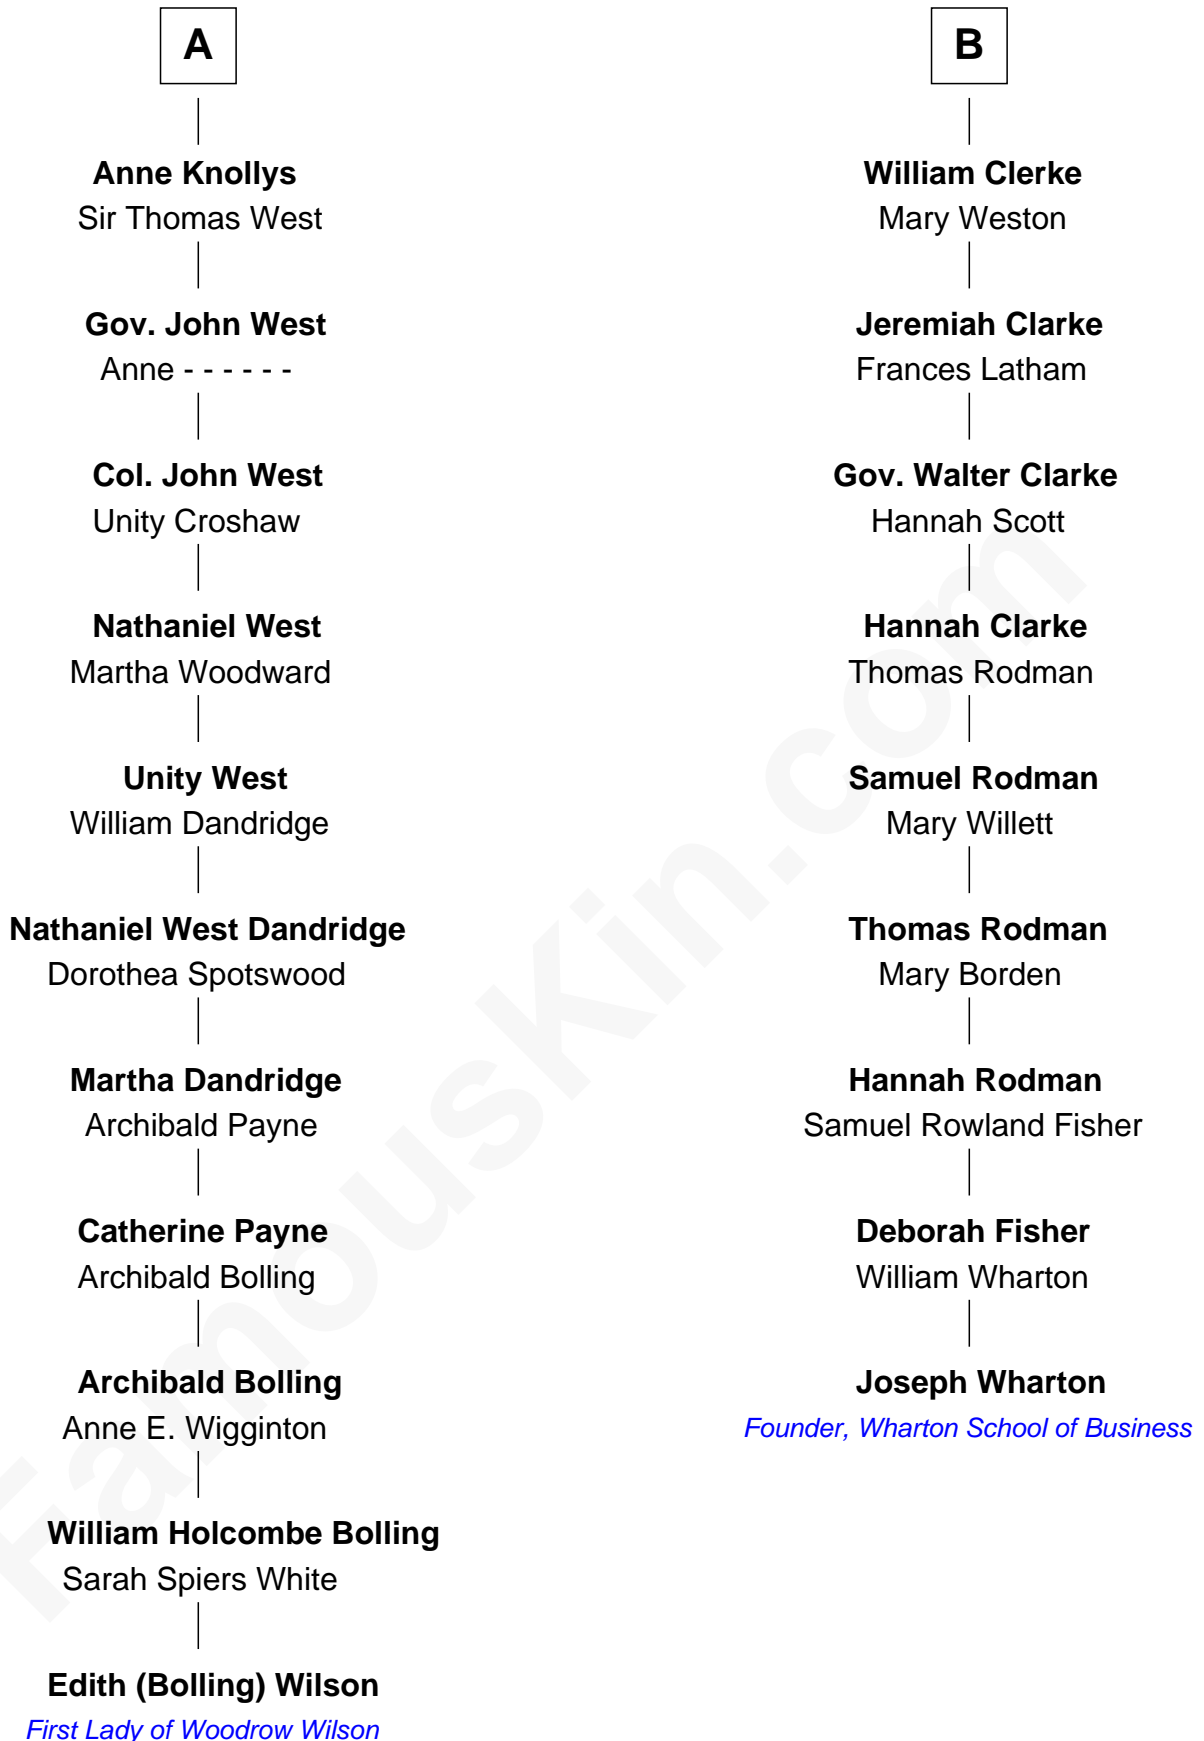 A
Anne Knollys
Sir Thomas West
Gov. John West
Anne - - - - - -
Col. John West
Unity Croshaw
Nathaniel West
Martha Woodward
Unity West
William Dandridge
Nathaniel West Dandridge
Dorothea Spotswood
Martha Dandridge
Archibald Payne
Catherine Payne
Archibald Bolling
Archibald Bolling
Anne E. Wigginton
William Holcombe Bolling
Sarah Spiers White
Edith (Bolling) Wilson
First Lady of Woodrow Wilson
B
William Clerke
Mary Weston
Jeremiah Clarke
Frances Latham
Gov. Walter Clarke
Hannah Scott
Hannah Clarke
Thomas Rodman
Samuel Rodman
Mary Willett
Thomas Rodman
Mary Borden
Hannah Rodman
Samuel Rowland Fisher
Deborah Fisher
William Wharton
Joseph Wharton
Founder, Wharton School of Business
FamousKin.com